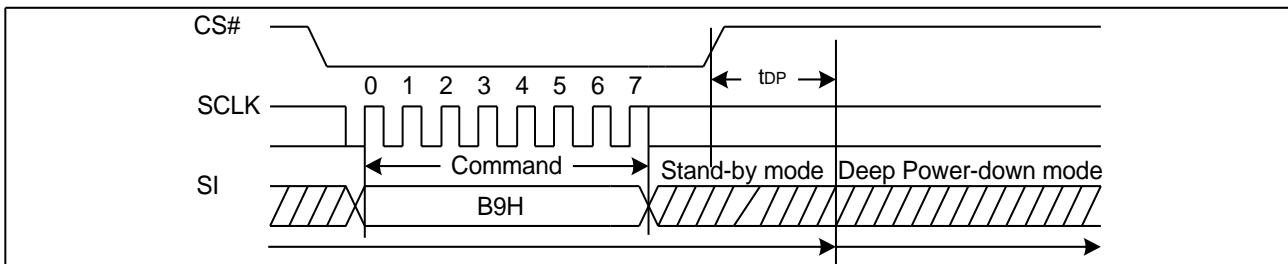 CS#
tDP
0 1 2 3 4 5 6 7
SCLK
Command
Stand-by mode Deep Power-down mode
SI
B9H